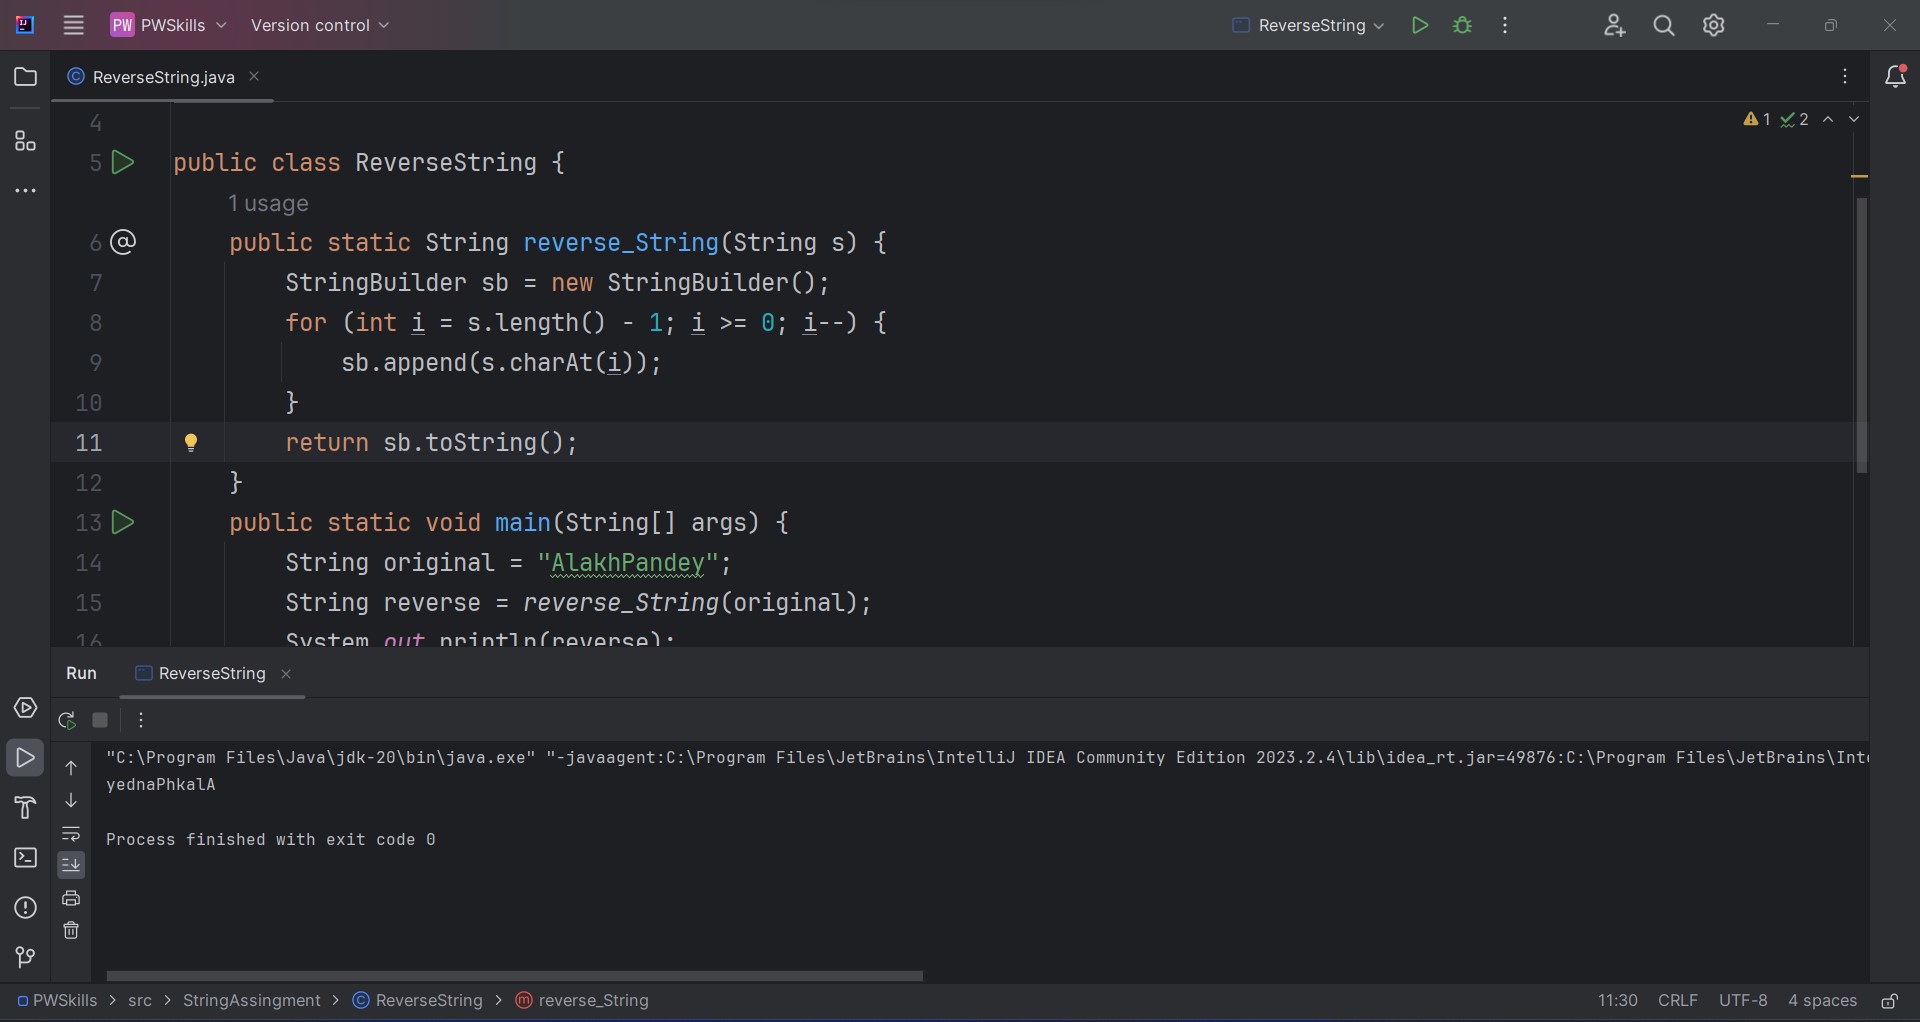 PW PWSkills Version control ReverseString
ReverseString.java
4
1 2
5 public class ReverseString {
1 usage
6 public static String reverse_String(String s) {
7 StringBuilder sb = new StringBuilder();
8 for (int i = s.length() - 1; i >= 0; i--) {
9 sb.append(s.charAt(i));
10 }
11 return sb.toString();
12 }
13 public static void main(String[] args) {
14 String original = "AlakhPandey";
15 String reverse = reverse_String(original);
16 System.out.println(reverse);
Run ReverseString
"C:\Program Files\Java\jdk-20\bin\java.exe" "-javaagent:C:\Program Files\JetBrains\IntelliJ IDEA Community Edition 2023.2.4\lib\idea_rt.jar=49876:C:\Program Files\JetBrains\Inte
yednaPhkalA
Process finished with exit code 0
PWSkills > src > StringAssingment > ReverseString > reverse_String 11:30 CRLF UTF-8 4 spaces